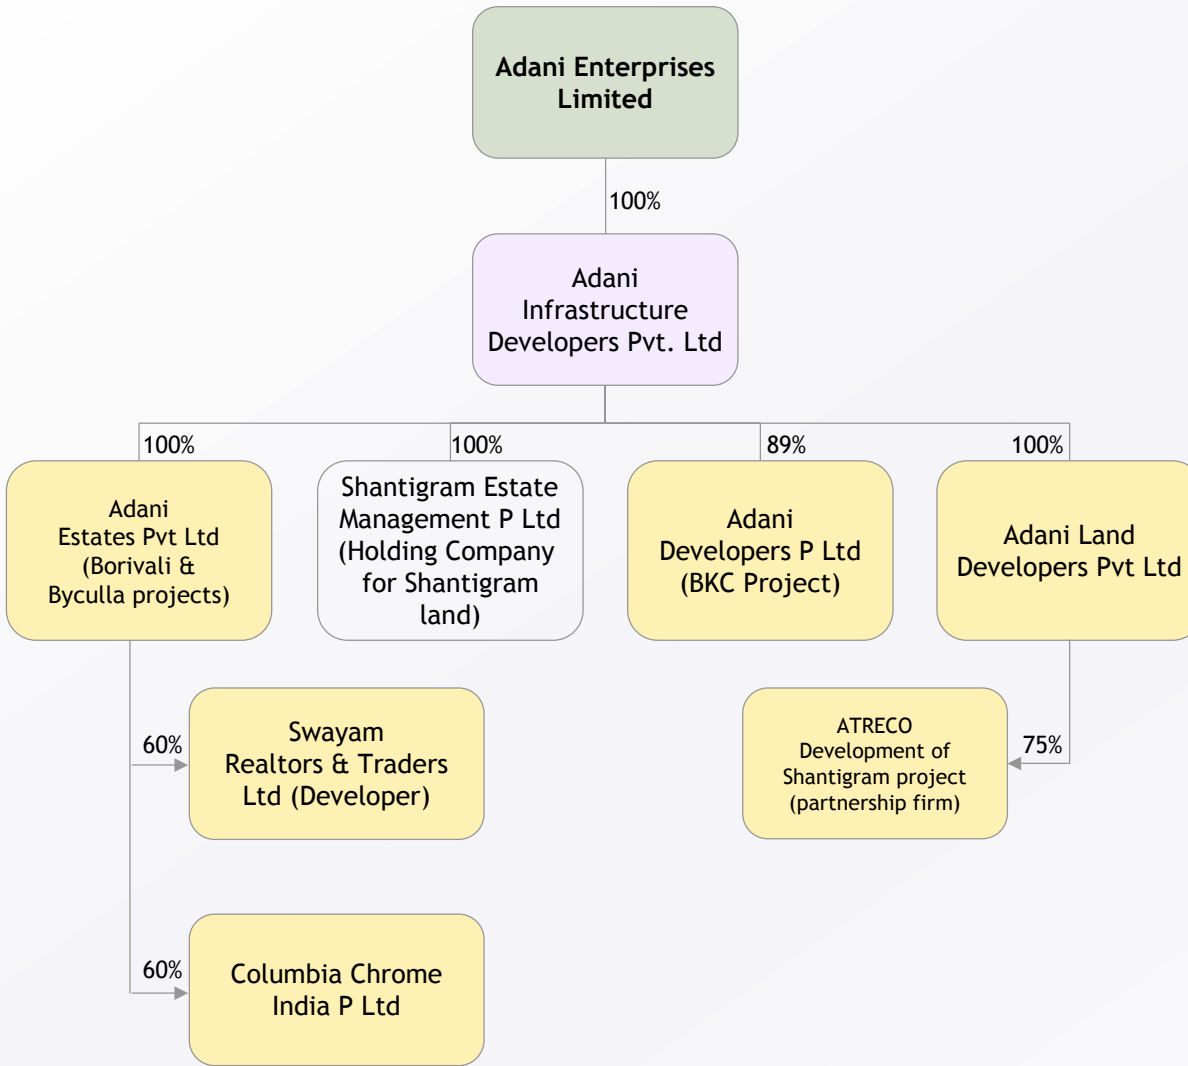 Adani Enterprises
Limited
100%
Adani
Infrastructure
Developers Pvt. Ltd
100%
100%
89%
100%
Adani
Estates Pvt Ltd
(Borivali &
Byculla projects)
Shantigram Estate
Management P Ltd
(Holding Company
for Shantigram
land)
Adani
Developers P Ltd
(BKC Project)
Adani Land
Developers Pvt Ltd
60%
Swayam
Realtors & Traders
Ltd (Developer)
ATRECO
Development of
Shantigram project
(partnership firm)
75%
60%
Columbia Chrome
India P Ltd